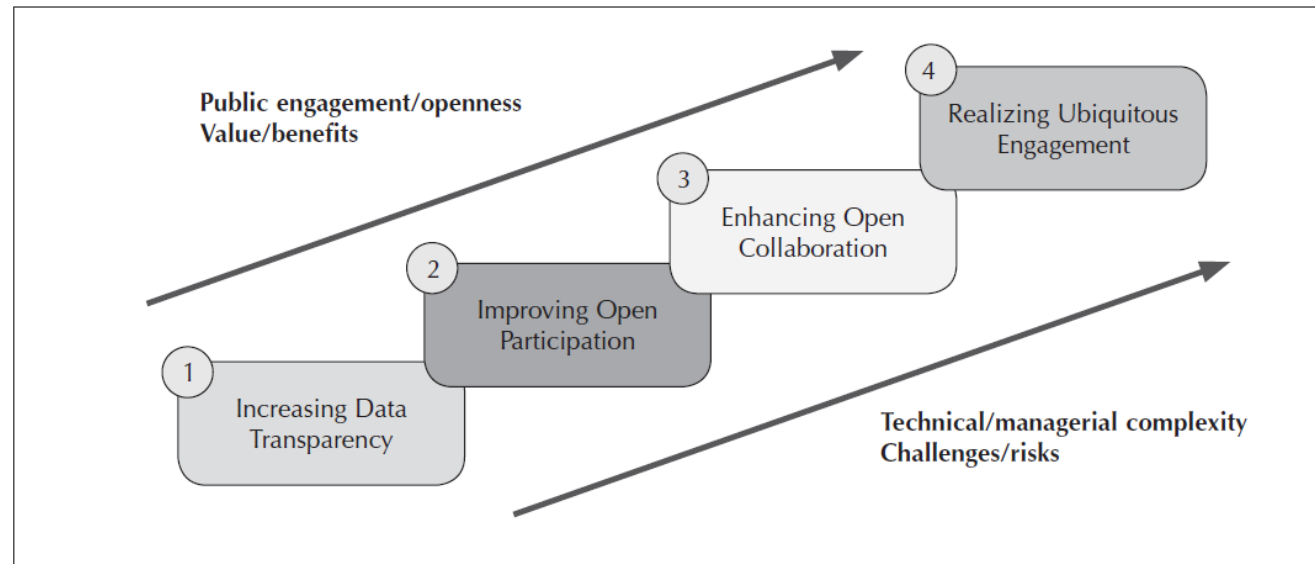 Public engagement/openness
Value/benefits
4
Realizing Ubiquitous
Engagement
3
Enhancing Open
Collaboration
2
Improving Open
Participation
1
Increasing Data
Transparency
Technical/managerial complexity
Challenges/risks